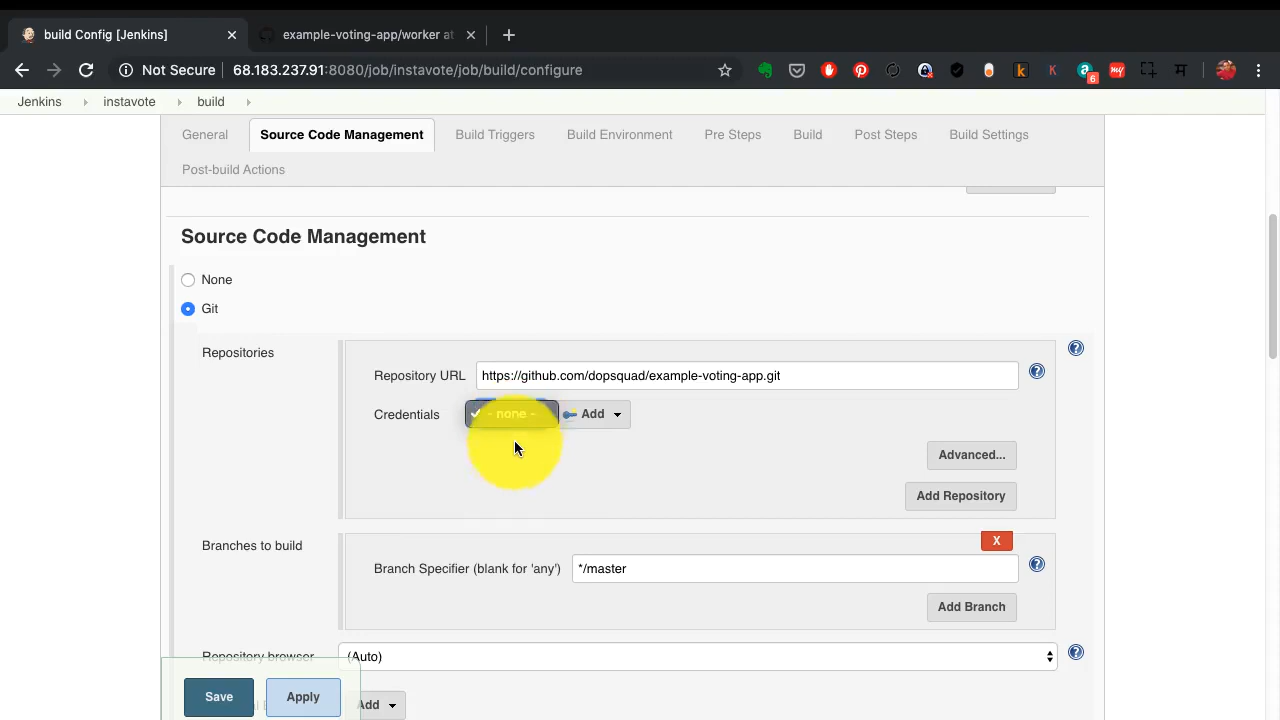 build Config [Jenkins]
example-voting-app/worker at
Not Secure
68.183.237.91:8080/job/instavote/job/build/configure
6
Jenkins
instavote
build
General
Source Code Management
Build Triggers
Build Environment
Pre Steps
Build
Post Steps
Build Settings
Post-build Actions
Source Code Management
None
Git
Repositories
Repository URL
https://github.com/dopsquad/example-voting-app.git
Credentials
- none -
Add
Advanced...
Add Repository
Branches to build
X
Branch Specifier (blank for 'any')
*/master
Add Branch
Repository browser
(Auto)
Save
Apply
Add